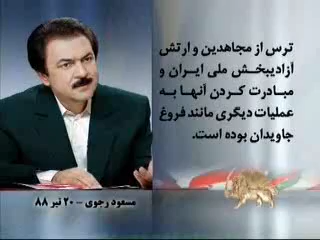 ترس از مجاهدین و ارتش
آزادیبخش ملی ایران و
مبادرت کردن آنها به
عملیات دیگری مانند فروغ
جاویدان بوده است.
مسعود رجوی - ۲۰ تیر ۸۸